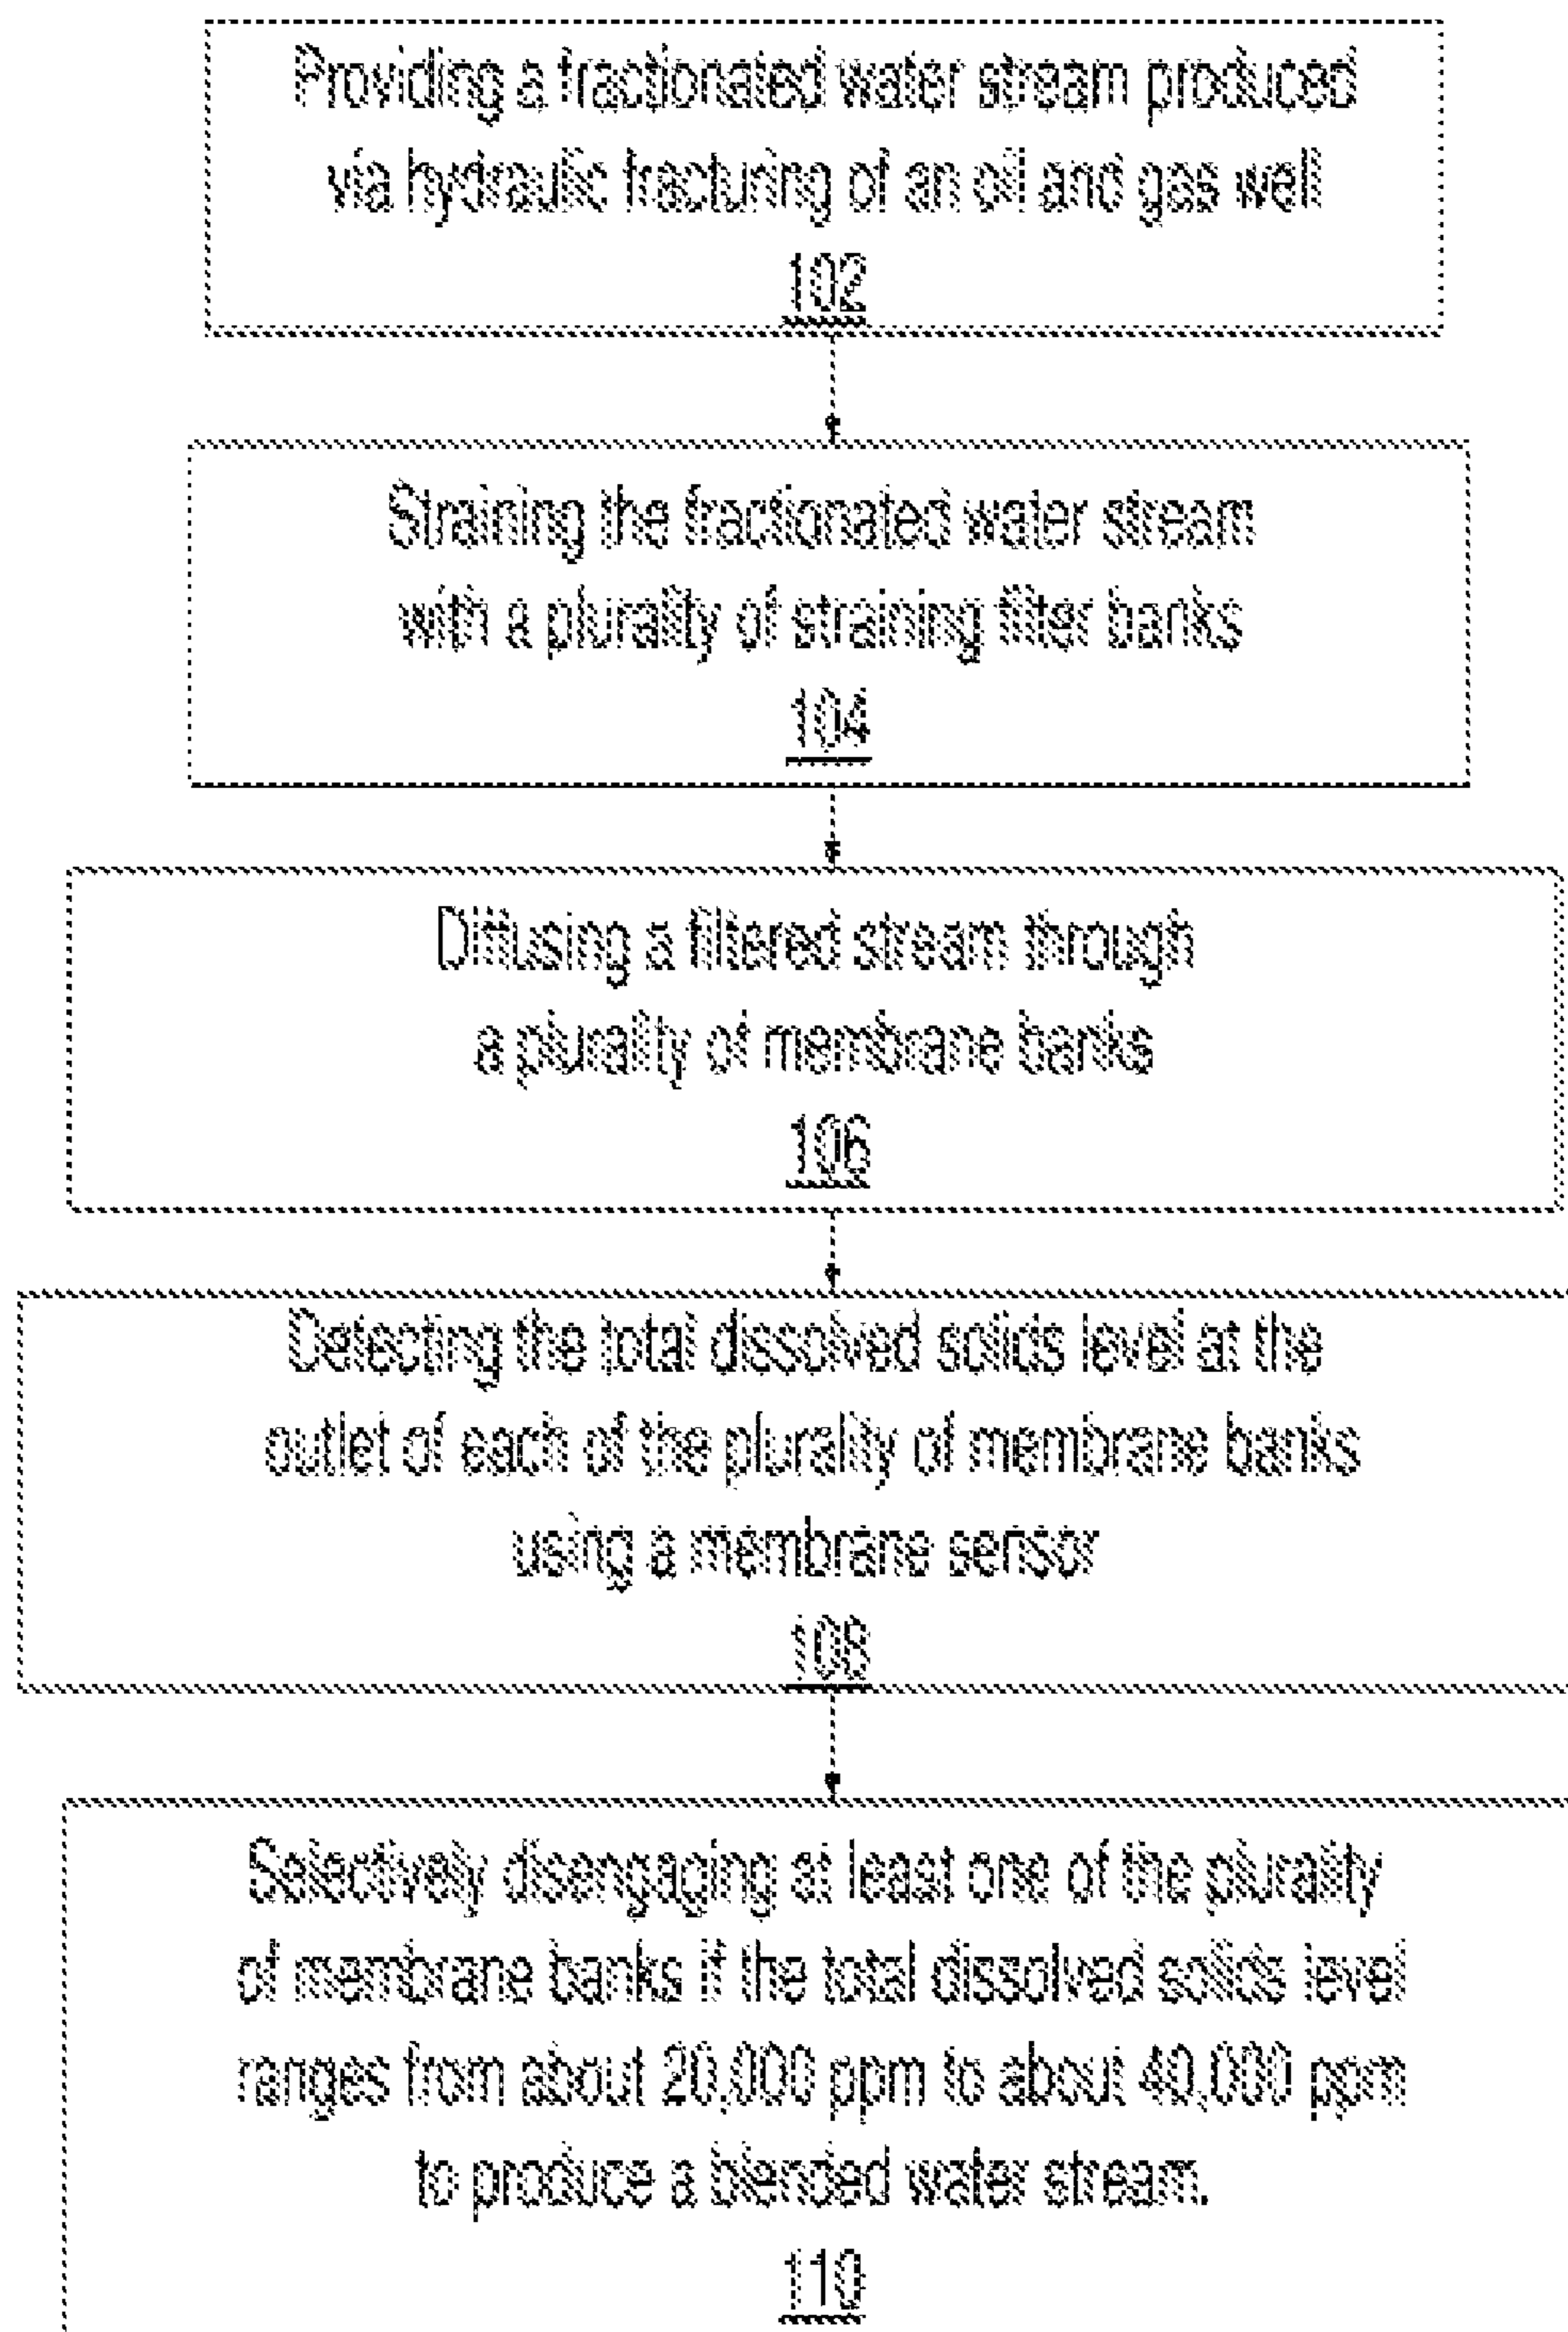 Providing a fractionated water stream produced
via hydraulic fracturing of an oil and gas well
102
Straining the fractionated water stream
with a plurality of straining filter banks
104
Diffusing a filtered stream through
a plurality of membrane banks
106
Detecting the total dissolved solids level at the
outlet of each of the plurality of membrane banks
using a membrane sensor
108
Selectively disengaging at least one of the plurality
of membrane banks if the total dissolved solids level
ranges from about 20,000 ppm to about 40,000 ppm
to produce a blended water stream.
110